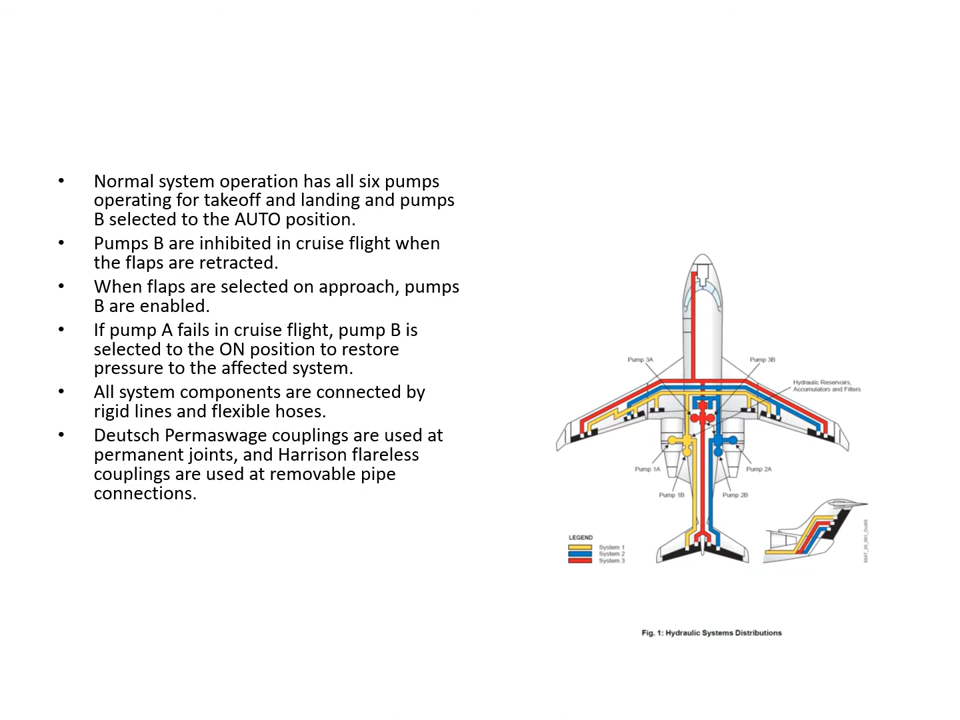 • Normal system operation has all six pumps
operating for takeoff and landing and pumps
B selected to the AUTO position.
• Pumps B are inhibited in cruise flight when
the flaps are retracted.
• When flaps are selected on approach, pumps
B are enabled.
• If pump A fails in cruise flight, pump B is
selected to the ON position to restore
pressure to the affected system.
• All system components are connected by
rigid lines and flexible hoses.
• Deutsch Permaswage couplings are used at
permanent joints, and Harrison flareless
couplings are used at removable pipe
connections.
Pump 3A
Pump 3B
Hydraulic Reservoirs,
Accumulators and Filters
Pump 1A
Pump 2A
Pump 1B
Pump 2B
LEGEND
System 1
System 2
System 3
Fig. 1: Hydraulic Systems Distributions